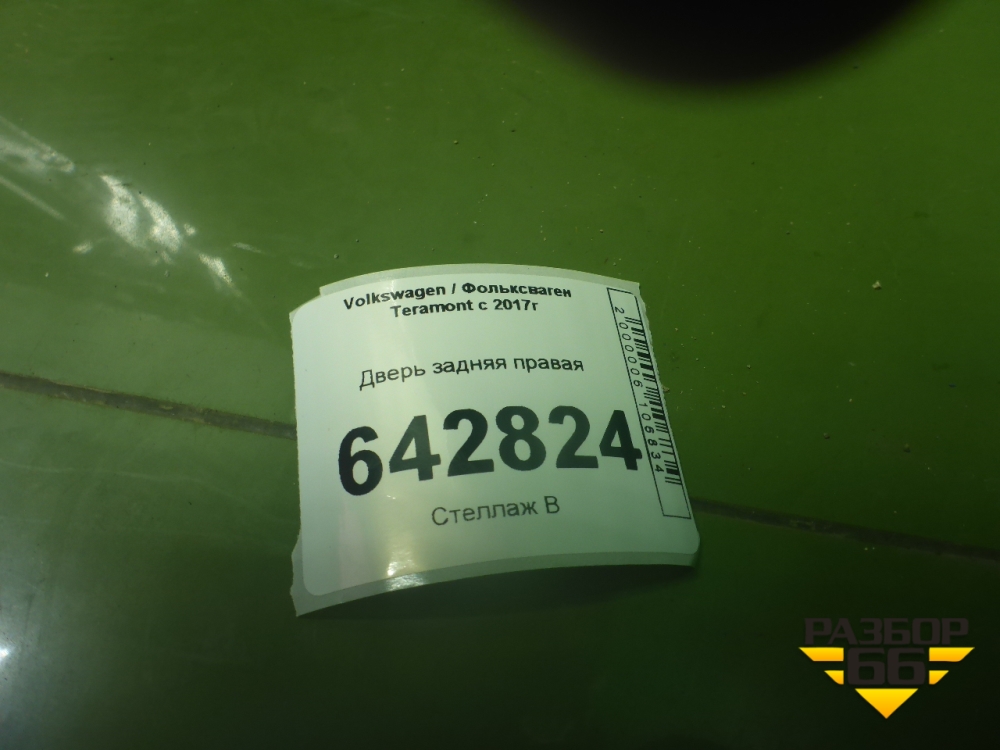 Volkswagen / Фольксваген
Teramont с 2017г
Дверь задняя правая
642824
Стеллаж В
2000006106834
РАЗБОР
66